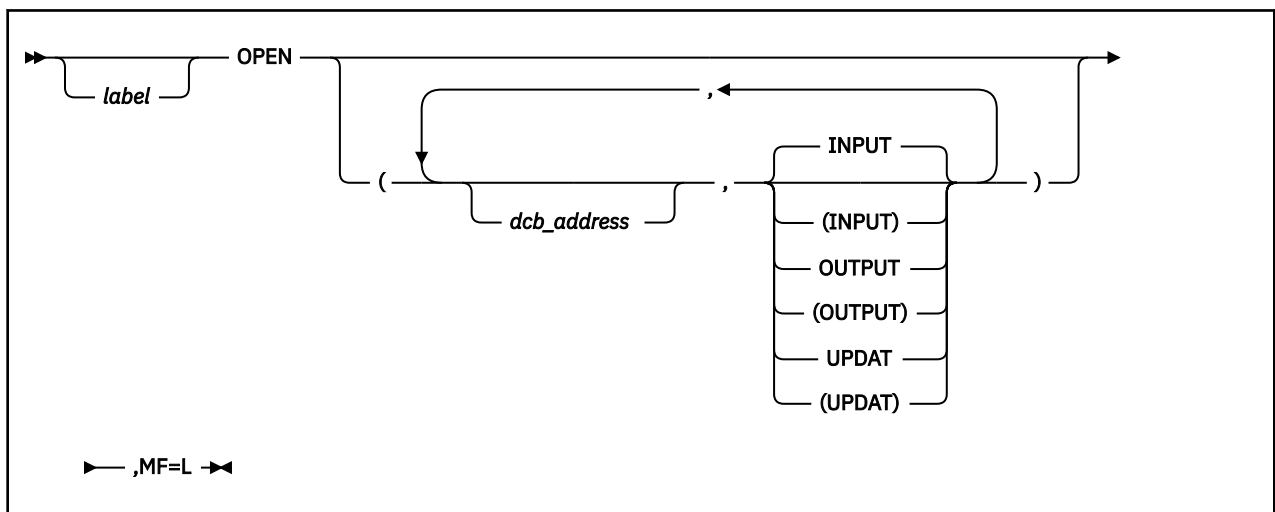 label OPEN
,
( dcb_address , INPUT )
(INPUT)
OUTPUT
(OUTPUT)
UPDAT
(UPDAT)
,MF=L